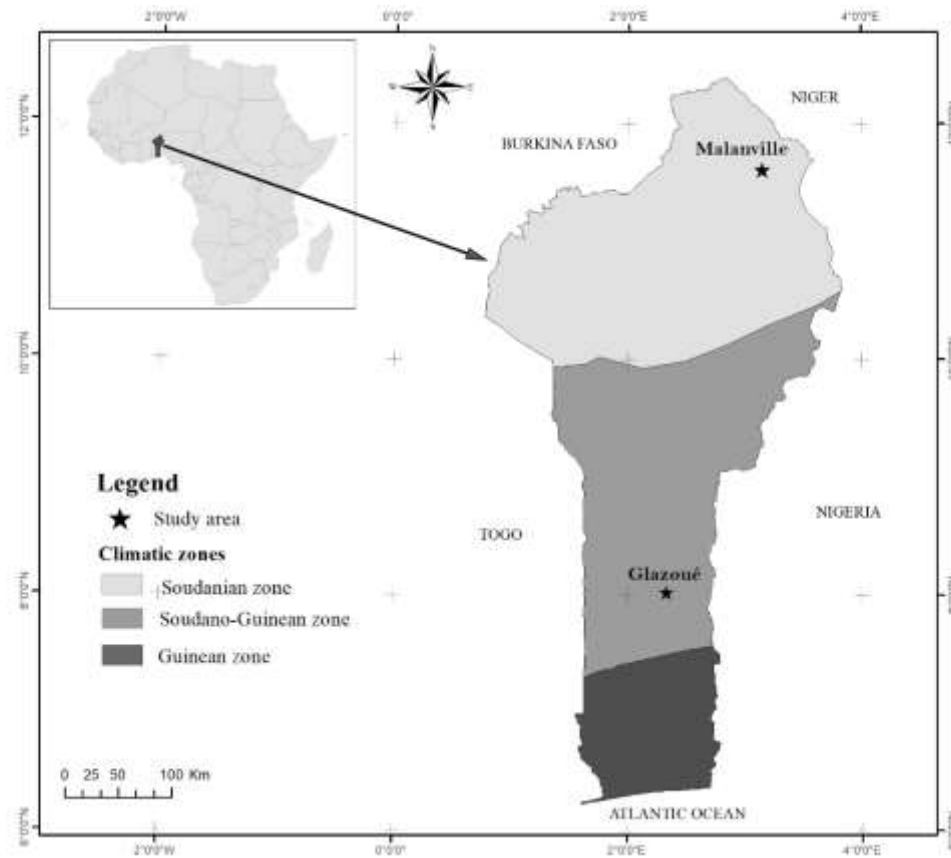 2°0'0"W 0°0'0" 2°0'0"E 4°0'0"E
12°0'0"N
NIGER
BURKINA FASO
Malanville
10°0'0"N
Legend
Study area
Climatic zones
Soudanian zone
Soudano-Guinean zone
Guinean zone
TOGO
NIGERIA
Glazoué
8°0'0"N
0 25 50 100 Km
ATLANTIC OCEAN
6°0'0"N
2°0'0"W 0°0'0" 2°0'0"E 4°0'0"E